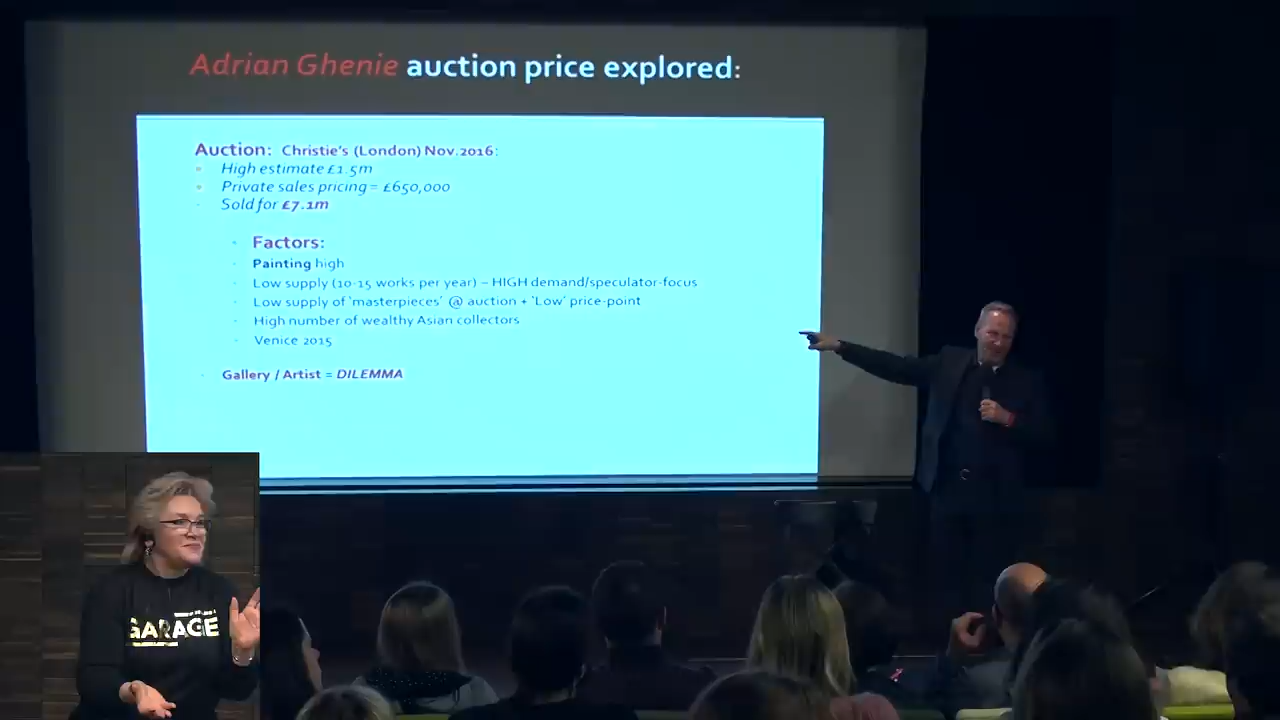 Adrian Ghenie auction price explored:
Auction: Christie's (London) Nov.2016:
High estimate £1.5m
Private sales pricing = £650,000
Sold for £7.1m
Factors:
Painting high
Low supply (10-15 works per year) – HIGH demand/speculator-focus
Low supply of 'masterpieces' @ auction + 'Low' price-point
High number of wealthy Asian collectors
Venice 2015
Gallery / Artist = DILEMMA
GARAGE